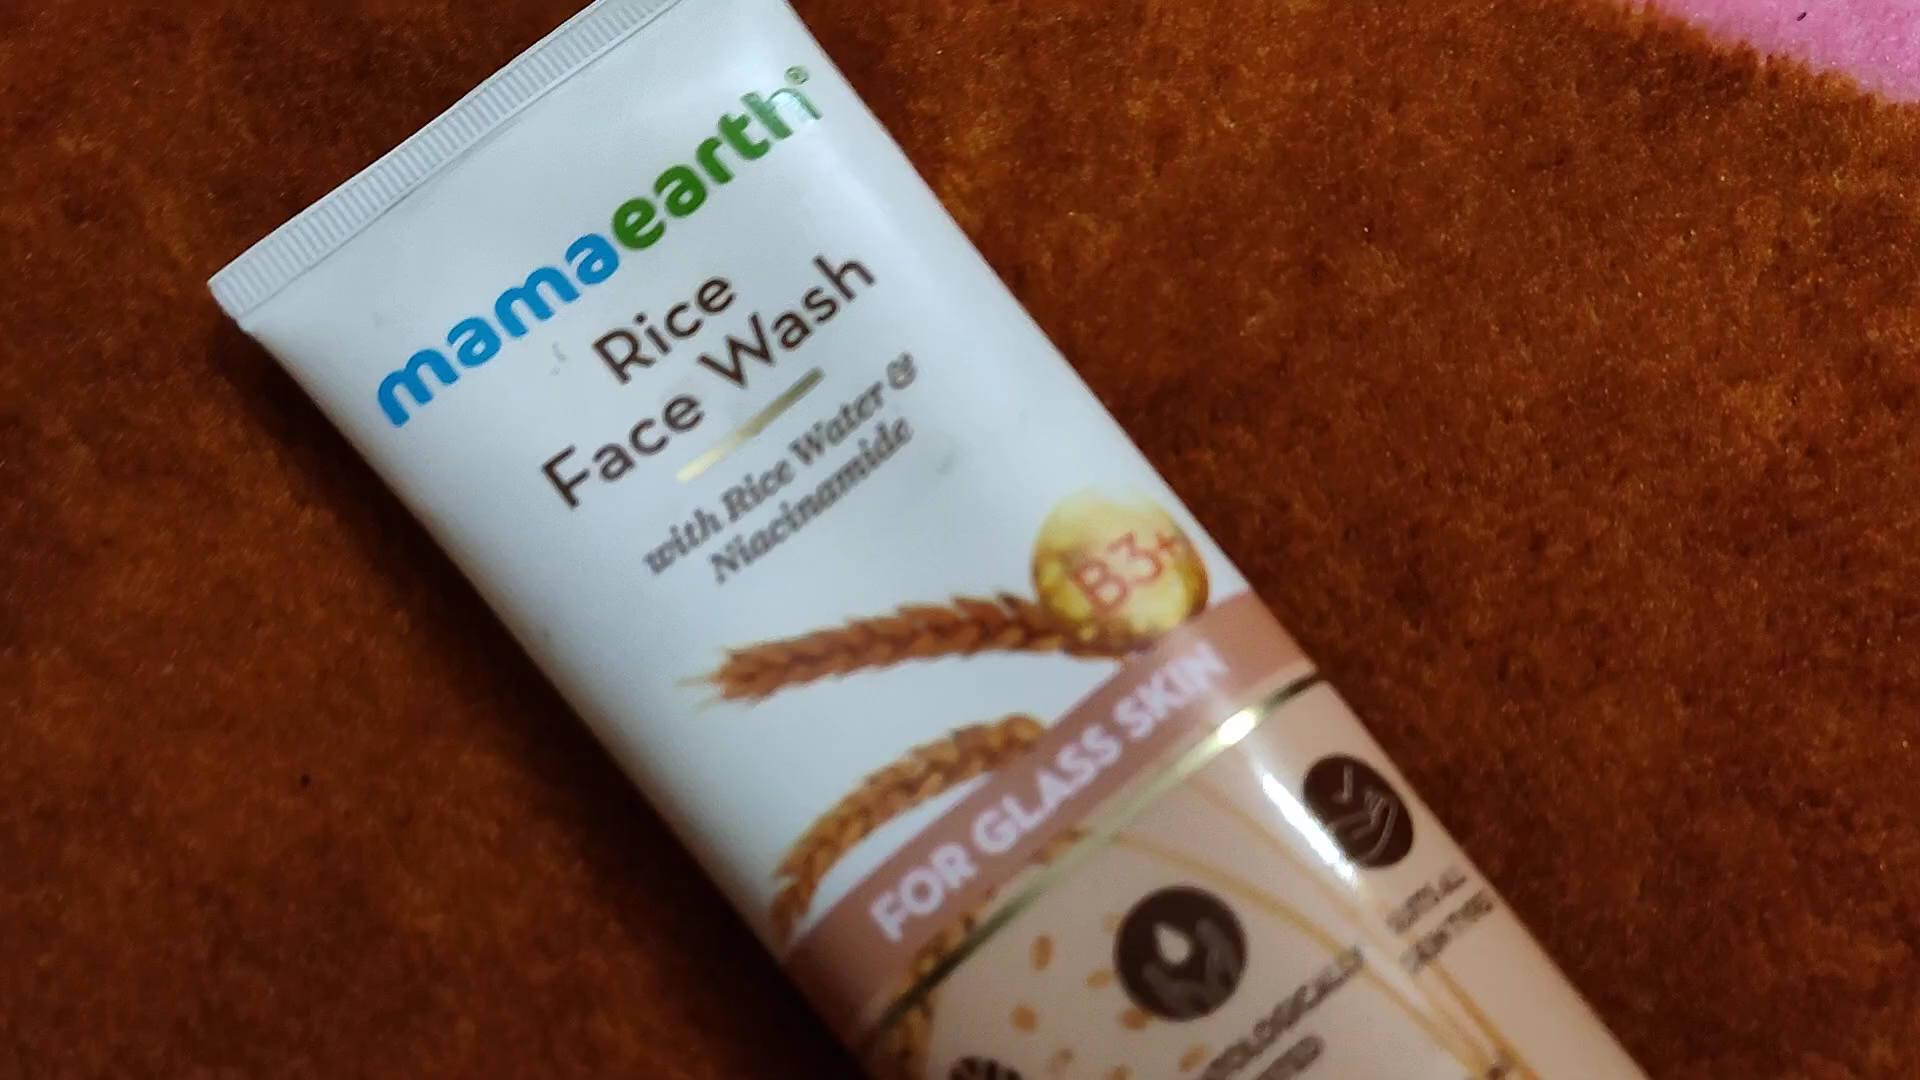 mamaearth®
Rice
Face Wash
with Rice Water &
Niacinamide
B3+
FOR GLASS SKIN